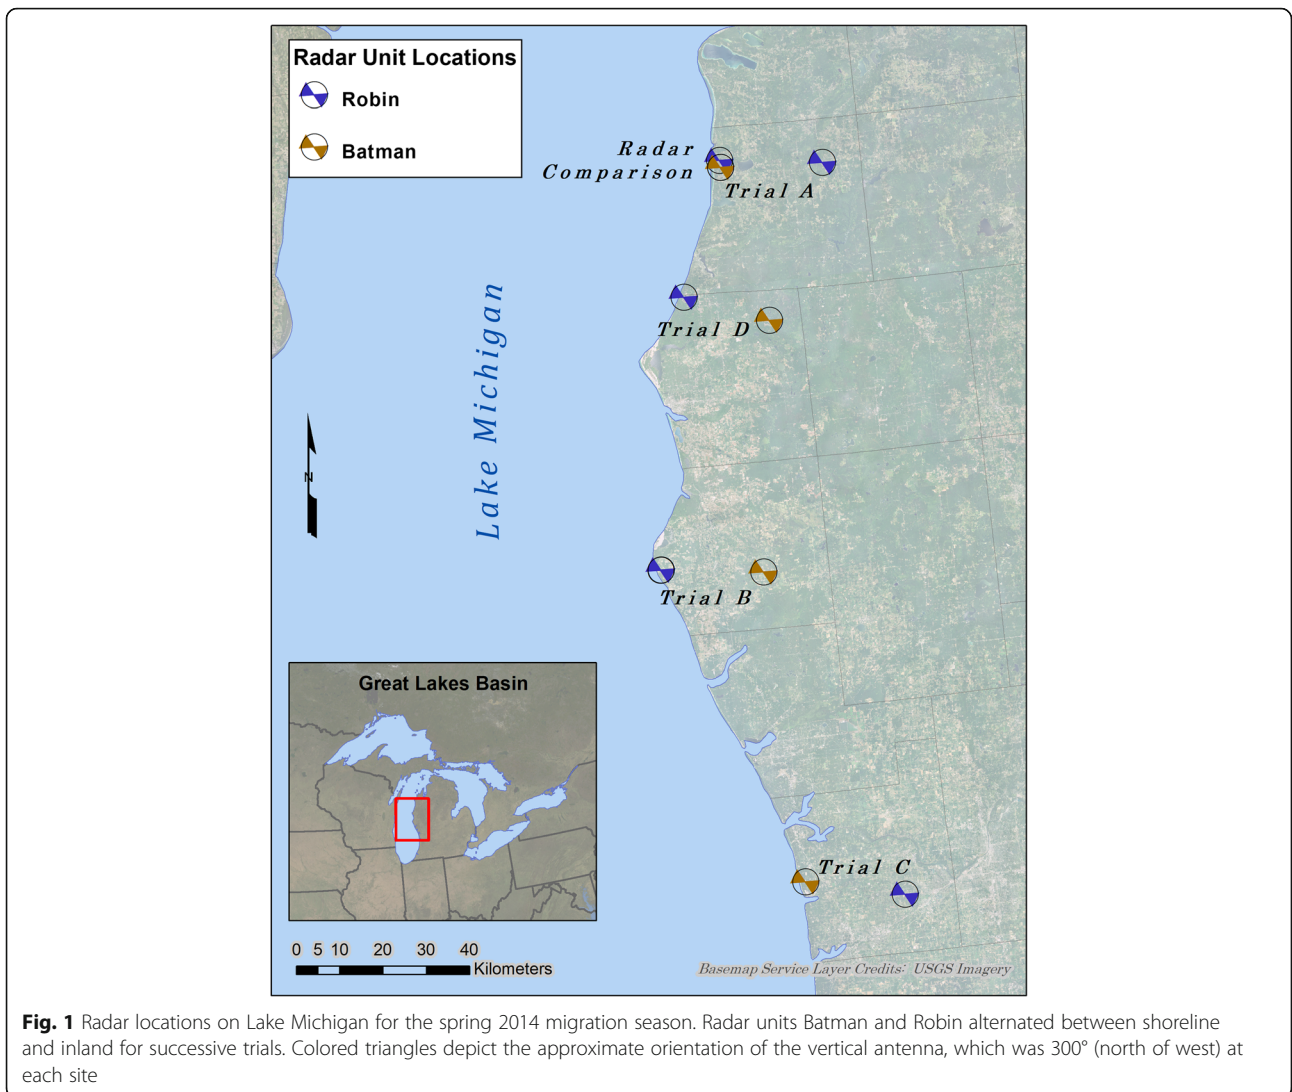 Radar Unit Locations
Robin
Batman
Radar
Comparison
Trial A
Trial D
Lake Michigan
N
Trial B
Great Lakes Basin
Trial C
0 5 10 20 30 40
Kilometers
Basemap Service Layer Credits: USGS Imagery
Fig. 1 Radar locations on Lake Michigan for the spring 2014 migration season. Radar units Batman and Robin alternated between shoreline
and inland for successive trials. Colored triangles depict the approximate orientation of the vertical antenna, which was 300° (north of west) at
each site